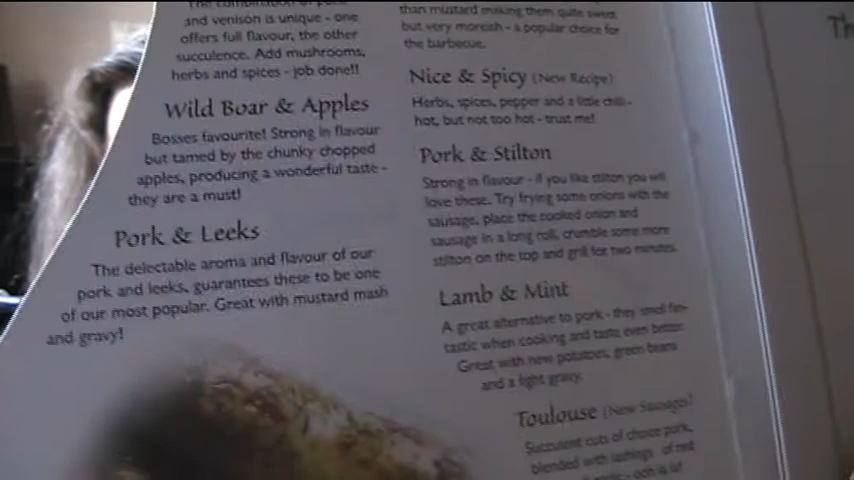 The combination of pork
and venison is unique - one
offers full flavour, the other
succulence. Add mushrooms,
herbs and spices - job done!!
Wild Boar & Apples
Bosses favourite! Strong in flavour
but tamed by the chunky chopped
apples, producing a wonderful taste -
they are a must!
Pork & Leeks
The delectable aroma and flavour of our
pork and leeks, guarantees these to be one
of our most popular. Great with mustard mash
and gravy!
than mustard making them quite sweet
but very moreish - a popular choice for
the barbecue.
Nice & Spicy (New Recipe)
Herbs, spices, pepper and a little chilli -
hot, but not too hot - trust me!
Pork & Stilton
Strong in flavour - if you like stilton you will
love these. Try frying some onions with the
sausage, place the cooked onion and
sausage in a long roll, crumble some more
stilton on the top and grill for two minutes.
Lamb & Mint
A great alternative to pork - they smell fan-
tastic when cooking and taste even better.
Great with new potatoes, green beans
and a light gravy.
Toulouse (New Sausage)
Succulent cuts of choice pork,
blended with lashings of red
Th